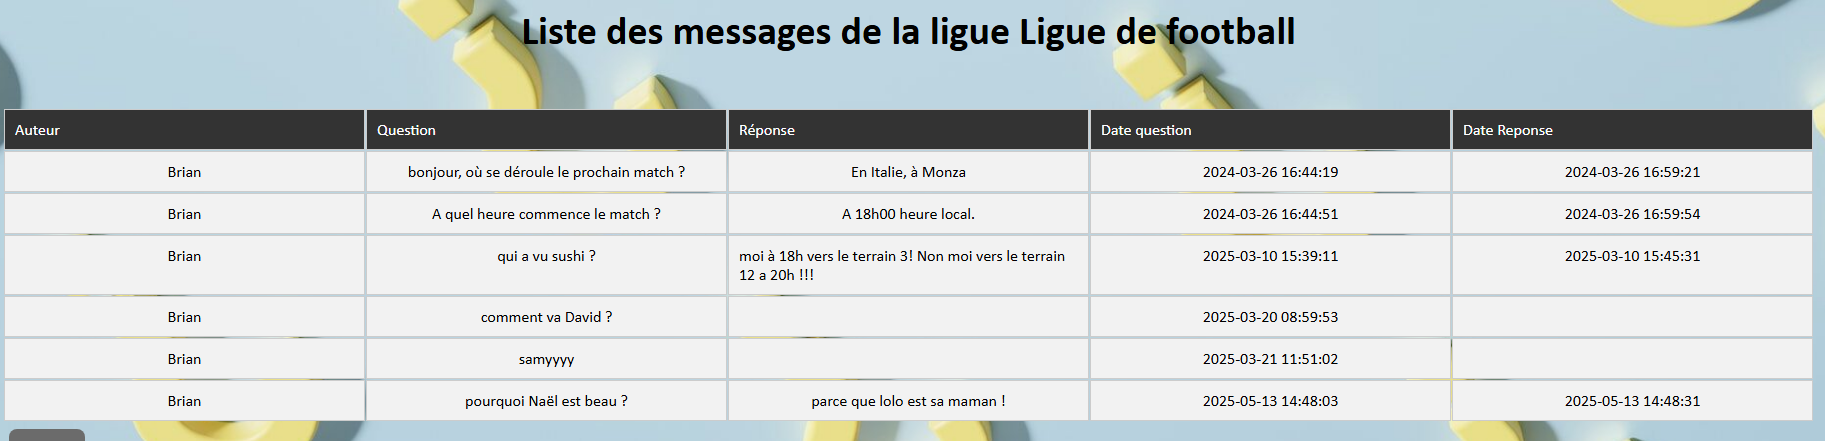 Liste des messages de la ligue Ligue de football
Auteur Question Réponse Date question Date Reponse
Brian bonjour, où se déroule le prochain match ? En Italie, à Monza 2024-03-26 16:44:19 2024-03-26 16:59:21
Brian A quel heure commence le match ? A 18h00 heure local. 2024-03-26 16:44:51 2024-03-26 16:59:54
Brian qui a vu sushi ? moi à 18h vers le terrain 3! Non moi vers le terrain 2025-03-10 15:39:11 2025-03-10 15:45:31
12 a 20h !!!
Brian comment va David ? 2025-03-20 08:59:53
Brian samyyyy 2025-03-21 11:51:02
Brian pourquoi Naël est beau ? parce que lolo est sa maman ! 2025-05-13 14:48:03 2025-05-13 14:48:31